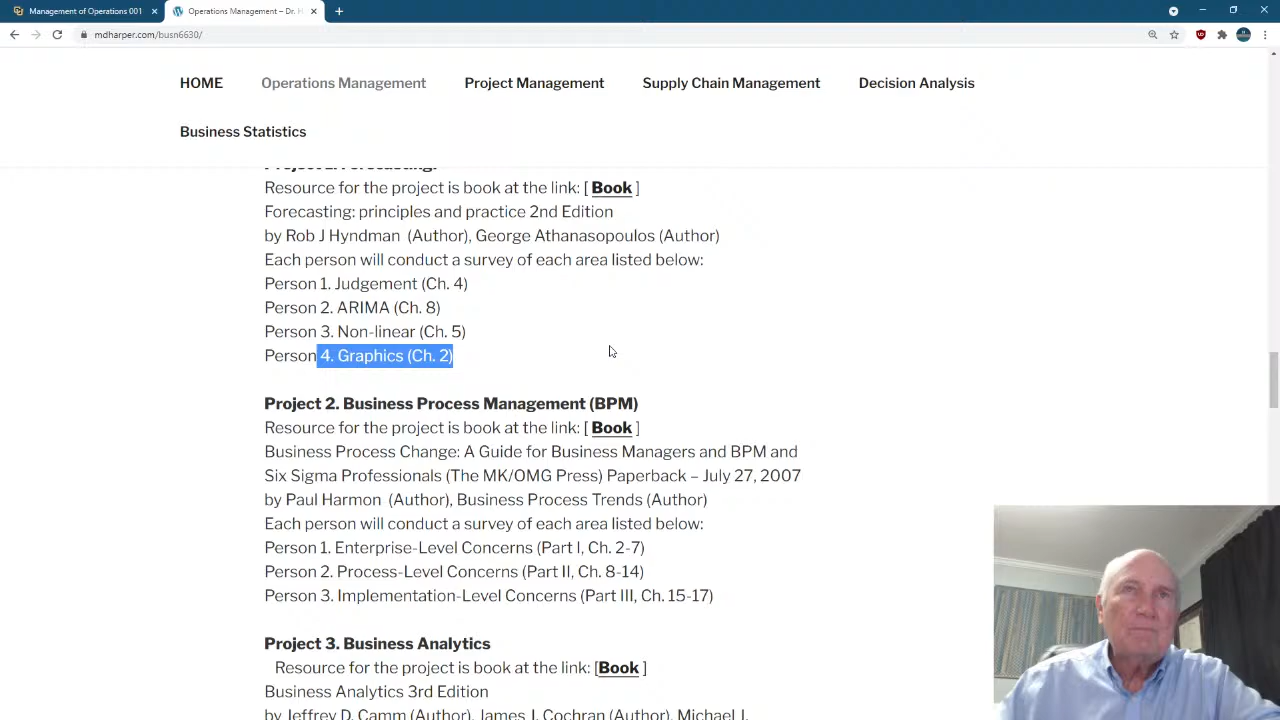 Management of Operations 001
Operations Management – Dr. H
mdharper.com/busn6630/
HOME
Operations Management
Project Management
Supply Chain Management
Decision Analysis
Business Statistics
Resource for the project is book at the link: [ Book ]
Forecasting: principles and practice 2nd Edition
by Rob J Hyndman (Author), George Athanasopoulos (Author)
Each person will conduct a survey of each area listed below:
Person 1. Judgement (Ch. 4)
Person 2. ARIMA (Ch. 8)
Person 3. Non-linear (Ch. 5)
Person 4. Graphics (Ch. 2)
Project 2. Business Process Management (BPM)
Resource for the project is book at the link: [ Book ]
Business Process Change: A Guide for Business Managers and BPM and
Six Sigma Professionals (The MK/OMG Press) Paperback – July 27, 2007
by Paul Harmon (Author), Business Process Trends (Author)
Each person will conduct a survey of each area listed below:
Person 1. Enterprise-Level Concerns (Part I, Ch. 2-7)
Person 2. Process-Level Concerns (Part II, Ch. 8-14)
Person 3. Implementation-Level Concerns (Part III, Ch. 15-17)
Project 3. Business Analytics
Resource for the project is book at the link: [Book ]
Business Analytics 3rd Edition
by Jeffrey D. Camm (Author), James J. Cochran (Author), Michael J.